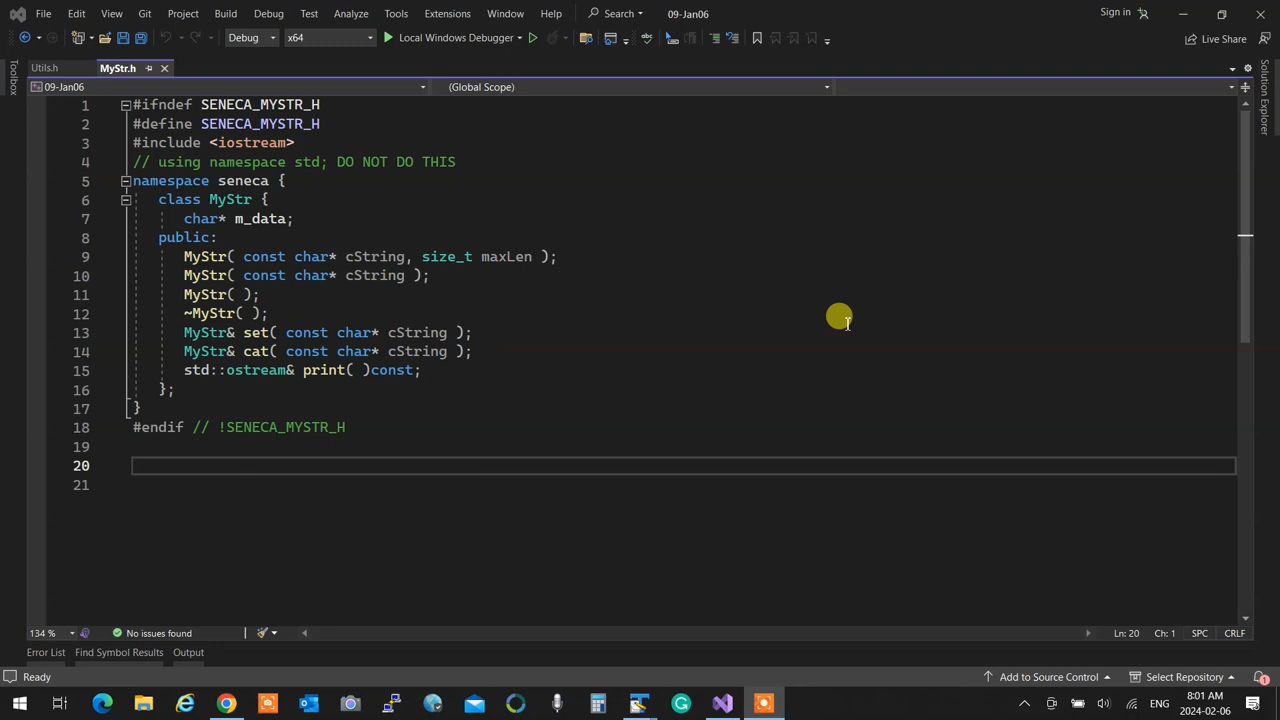 File Edit View Git Project Build Debug Test Analyze Tools Extensions Window Help Search 09-Jan06 Sign in
Debug x64 Local Windows Debugger Live Share
Toolbox
Utils.h MyStr.h
Solution Explorer
09-Jan06 (Global Scope)
1 #ifndef SENECA_MYSTR_H
2 #define SENECA_MYSTR_H
3 #include <iostream>
4 // using namespace std; DO NOT DO THIS
5 namespace seneca {
6 class MyStr {
7 char* m_data;
8 public:
9 MyStr( const char* cString, size_t maxLen );
10 MyStr( const char* cString );
11 MyStr( );
12 ~MyStr( );
13 MyStr& set( const char* cString );
14 MyStr& cat( const char* cString );
15 std::ostream& print( )const;
16 };
17 }
18 #endif // !SENECA_MYSTR_H
19
20
21
134 % No issues found Ln: 20 Ch: 1 SPC CRLF
Error List Find Symbol Results Output
Ready Add to Source Control Select Repository 1
8:01 AM
ENG
2024-02-06